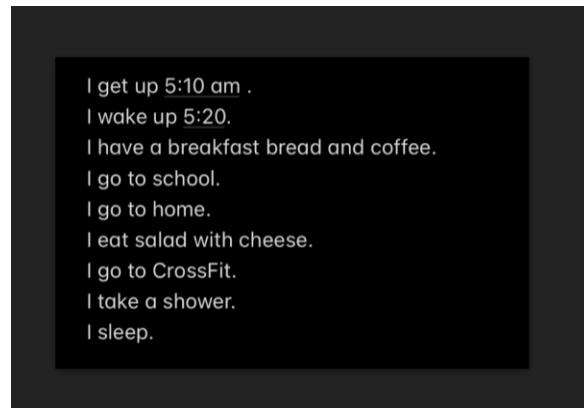 I get up 5:10 am .
I wake up 5:20.
I have a breakfast bread and coffee.
I go to school.
I go to home.
I eat salad with cheese.
I go to CrossFit.
I take a shower.
I sleep.